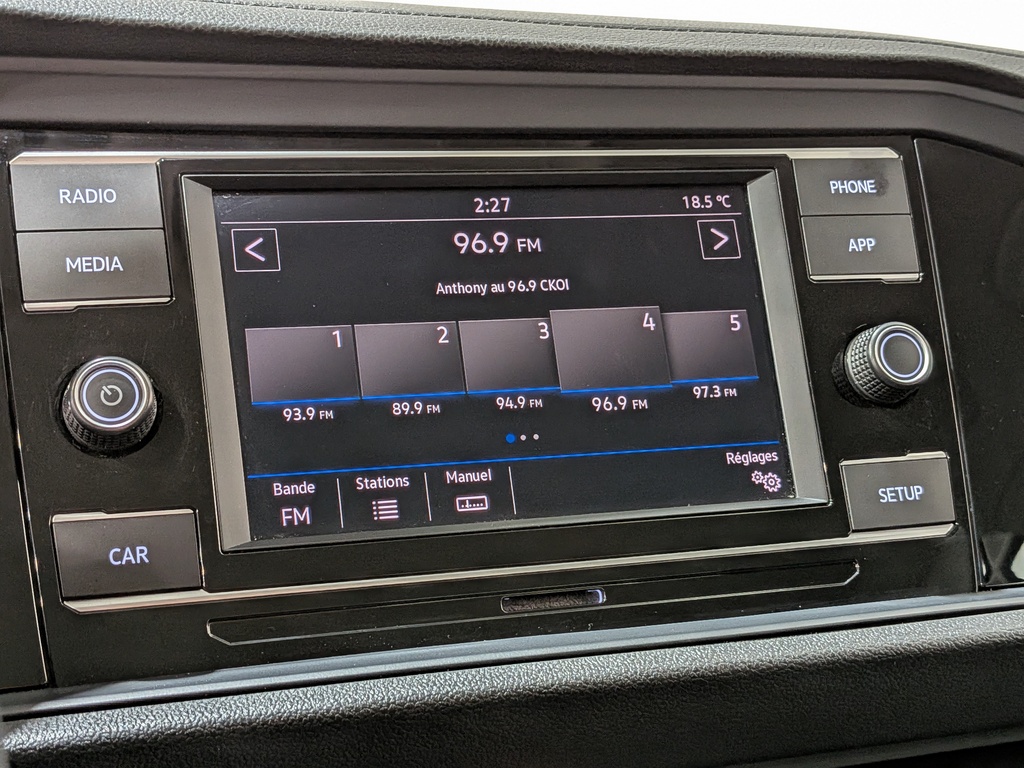 RADIO
MEDIA
CAR
PHONE
APP
SETUP
2:27
18.5 °C
<
96.9 FM
>
Anthony au 96.9 CKOI
1 2 3 4 5
93.9 FM 89.9 FM 94.9 FM 96.9 FM 97.3 FM
Bande Stations Manuel Réglages
FM